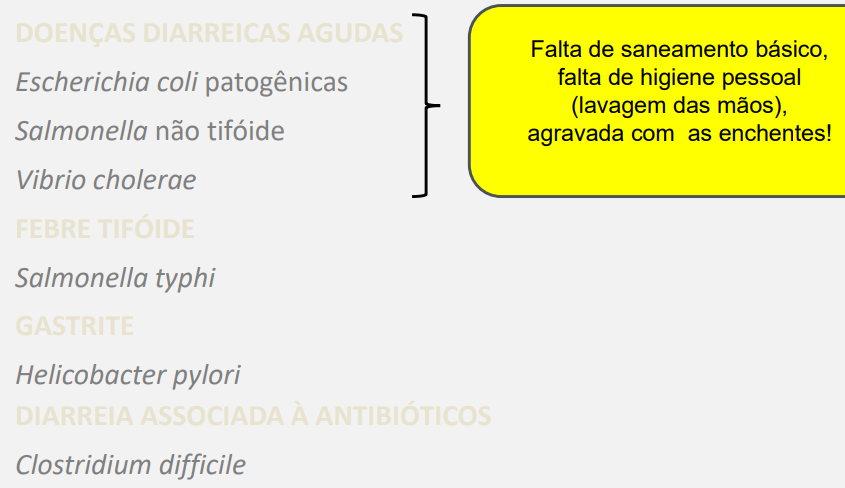 DOENÇAS DIARREICAS AGUDAS
Escherichia coli patogênicas
Salmonella não tifóide
Vibrio cholerae
Falta de saneamento básico,
falta de higiene pessoal
(lavagem das mãos),
agravada com as enchentes!
FEBRE TIFÓIDE
Salmonella typhi
GASTRITE
Helicobacter pylori
DIARREIA ASSOCIADA À ANTIBIÓTICOS
Clostridium difficile